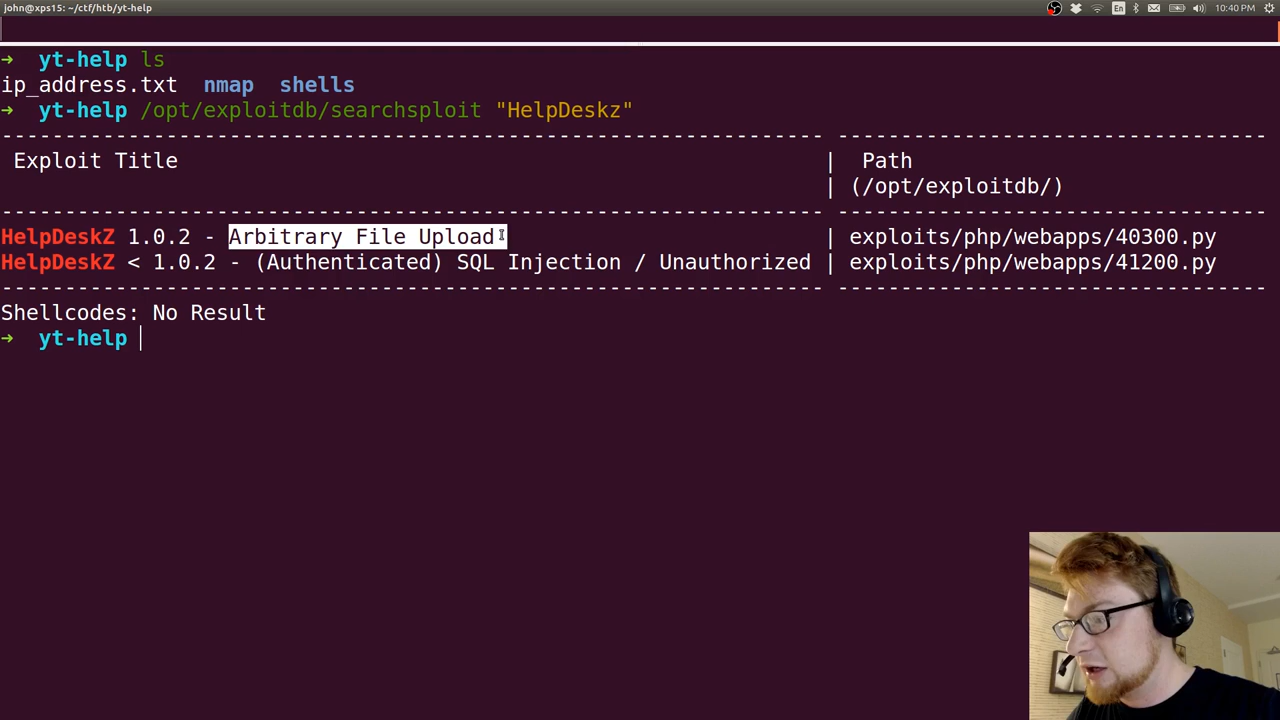 john@xps15: ~/ctf/htb/yt-help En 10:40 PM
→ yt-help ls
ip_address.txt nmap shells
→ yt-help /opt/exploitdb/searchsploit "HelpDeskz"
--------------------------------------------------------------- ----------------------------------
Exploit Title | Path
| (/opt/exploitdb/)
--------------------------------------------------------------- ----------------------------------
HelpDeskZ 1.0.2 - Arbitrary File Upload | exploits/php/webapps/40300.py
HelpDeskZ < 1.0.2 - (Authenticated) SQL Injection / Unauthorized | exploits/php/webapps/41200.py
--------------------------------------------------------------- ----------------------------------
Shellcodes: No Result
→ yt-help